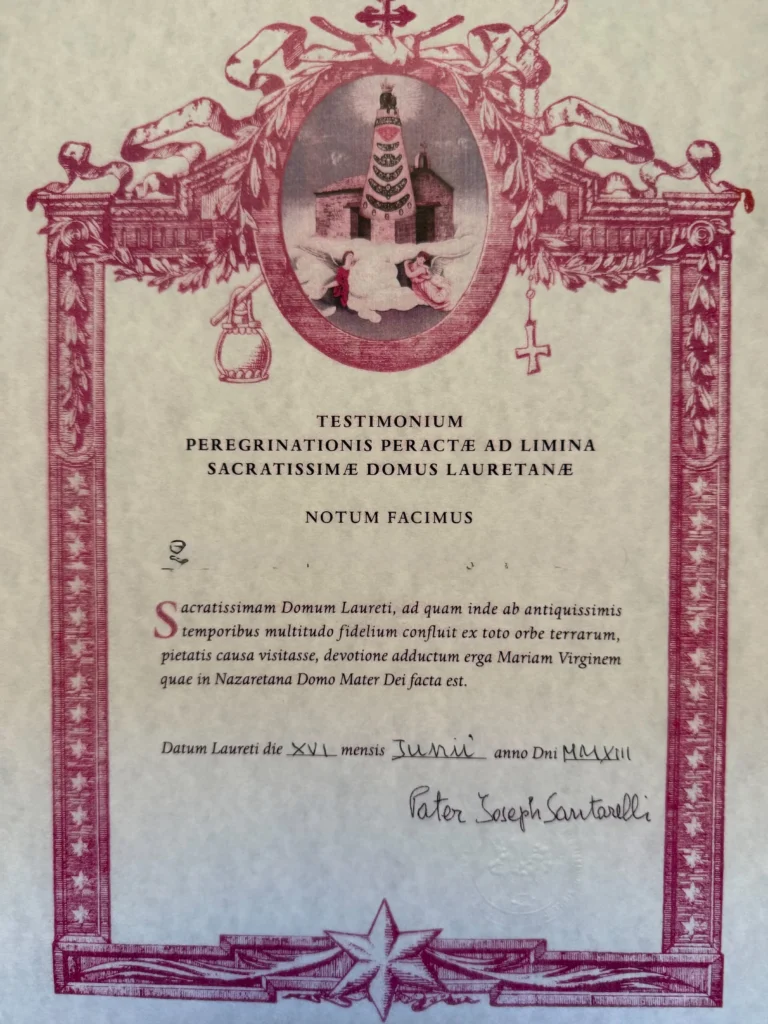 TESTIMONIUM
PEREGRINATIONIS PERACTÆ AD LIMINA
SACRATISSIMÆ DOMUS LAURETANÆ
NOTUM FACIMUS
Sacratissimam Domum Laureti, ad quam inde ab antiquissimis
temporibus multitudo fidelium confluit ex toto orbe terrarum,
pietatis causa visitasse, devotione adductum erga Mariam Virginem
quae in Nazaretana Domo Mater Dei facta est.
Datum Laureti die XVI mensis Junii anno Dni MMXIII
Pater Joseph Santarelli